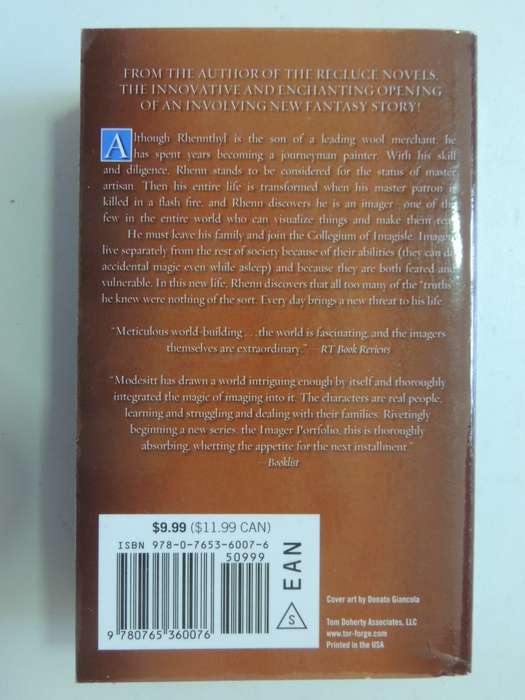 FROM THE AUTHOR OF THE RECLUCE NOVELS,
THE INNOVATIVE AND ENCHANTING OPENING
OF AN INVOLVING NEW FANTASY STORY!
Although Rhennthyl is the son of a leading wool merchant, he
has spent years becoming a journeyman painter. With his skill
and diligence, Rhenn stands to be considered for the status of master
artisan. Then his entire life is transformed when his master patron is
killed in a flash fire, and Rhenn discovers he is an imager—one of the
few in the entire world who can visualize things and make them real.
He must leave his family and join the Collegium of Imagisle. Imagers
live separately from the rest of society because of their abilities (they can do
accidental magic even while asleep) and because they are both feared and
vulnerable. In this new life, Rhenn discovers that all too many of the "truths"
he knew were nothing of the sort. Every day brings a new threat to his life.
"Meticulous world-building . . . the world is fascinating, and the imagers
themselves are extraordinary." —RT Book Reviews
"Modesitt has drawn a world intriguing enough by itself and thoroughly
integrated the magic of imaging into it. The characters are real people,
learning and struggling and dealing with their families. Rivetingly
beginning a new series, the Imager Portfolio, this is thoroughly
absorbing, whetting the appetite for the next installment."
—Booklist
$9.99 ($11.99 CAN)
ISBN 978-0-7653-6007-6
50999
9 780765 360076
EAN
S
Cover art by Donato Giancola
Tom Doherty Associates, LLC
www.tor-forge.com
Printed in the USA